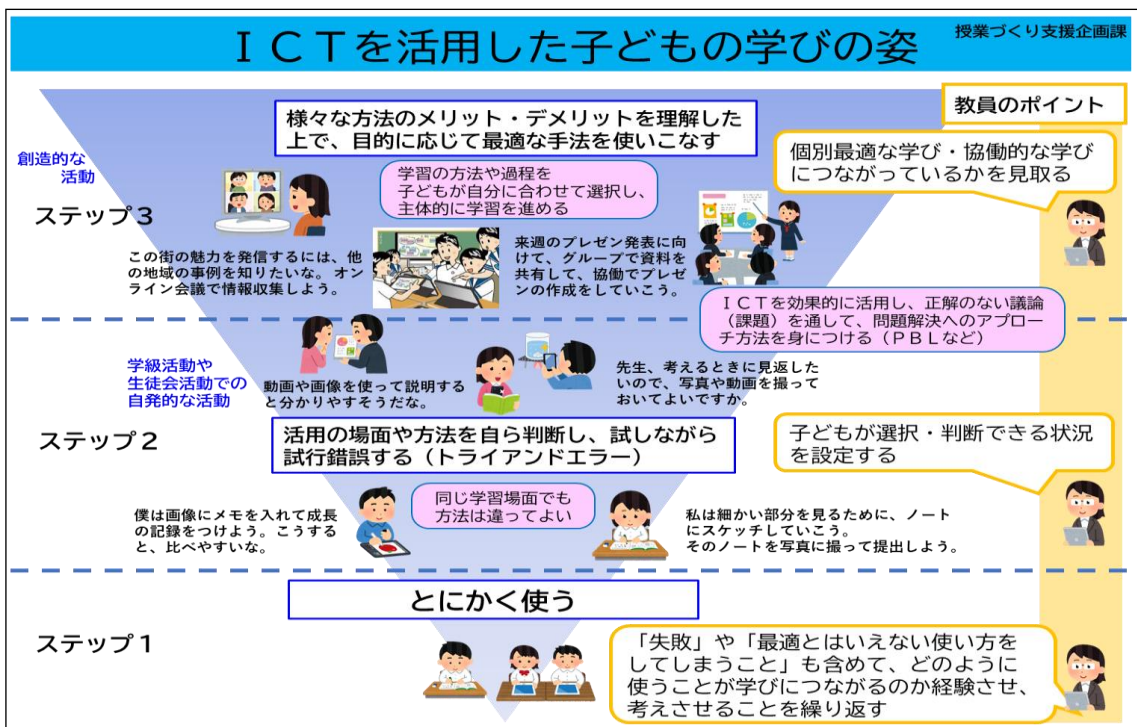 ICTを活用した子どもの学びの姿
授業づくり支援企画課
教員のポイント
様々な方法のメリット・デメリットを理解した
上で、目的に応じて最適な手法を使いこなす
創造的な
活動
ステップ3
学習の方法や過程を
子どもが自分に合わせて選択し、
主体的に学習を進める
個別最適な学び・協働的な学び
につながっているかを見取る
この街の魅力を発信するには、他
の地域の事例を知りたいな。オン
ライン会議で情報収集しよう。
来週のプレゼン発表に向
けて、グループで資料を
共有して、協働でプレゼ
ンの作成をしていこう。
ICTを効果的に活用し、正解のない議論
（課題）を通して、問題解決へのアプロー
チ方法を身につける（PBLなど）
学級活動や
生徒会活動での
自発的な活動
動画や画像を使って説明する
と分かりやすそうだな。
先生、考えるときに見返した
いので、写真や動画を撮って
おいてよいですか。
ステップ2
活用の場面や方法を自ら判断し、試しながら
試行錯誤する（トライアンドエラー）
子どもが選択・判断できる状況
を設定する
同じ学習場面でも
方法は違ってよい
僕は画像にメモを入れて成長
の記録をつけよう。こうする
と、比べやすいな。
私は細かい部分を見るために、ノート
にスケッチしていこう。
そのノートを写真に撮って提出しよう。
とにかく使う
ステップ1
「失敗」や「最適とはいえない使い方を
してしまうこと」も含めて、どのように
使うことが学びにつながるのか経験させ、
考えさせることを繰り返す